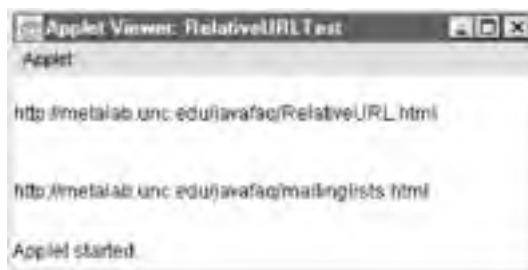 Applet Viewer: RelativeURLTest
Applet
http://metalab.unc.edu/javafaq/RelativeURL.html
http://metalab.unc.edu/javafaq/mailinglists.html
Applet started.